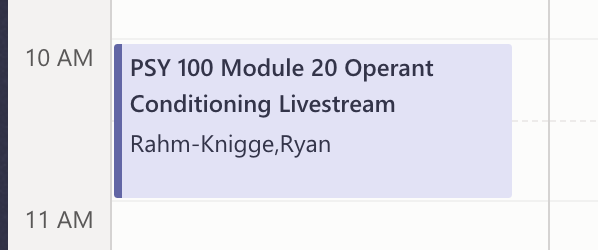 10 AM
PSY 100 Module 20 Operant
Conditioning Livestream
Rahm-Knigge,Ryan
11 AM